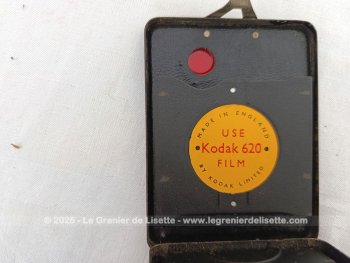 MADE IN ENGLAND
USE
Kodak 620
FILM
BY KODAK LIMITED
© 2025 - Le Grenier de Lisette - www.legrenierdelisette.com